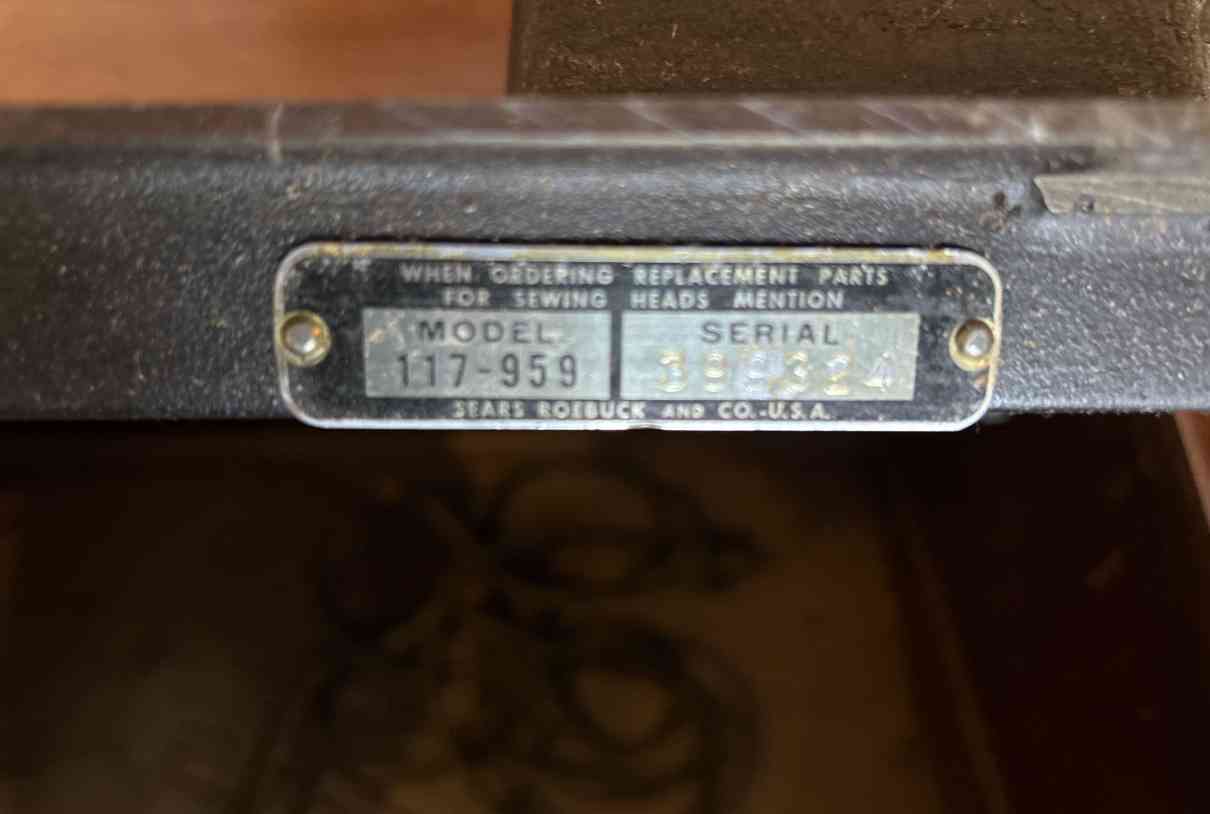 WHEN ORDERING REPLACEMENT PARTS
FOR SEWING HEADS MENTION
MODEL SERIAL
117-959
SEARS ROEBUCK AND CO.-U.S.A.